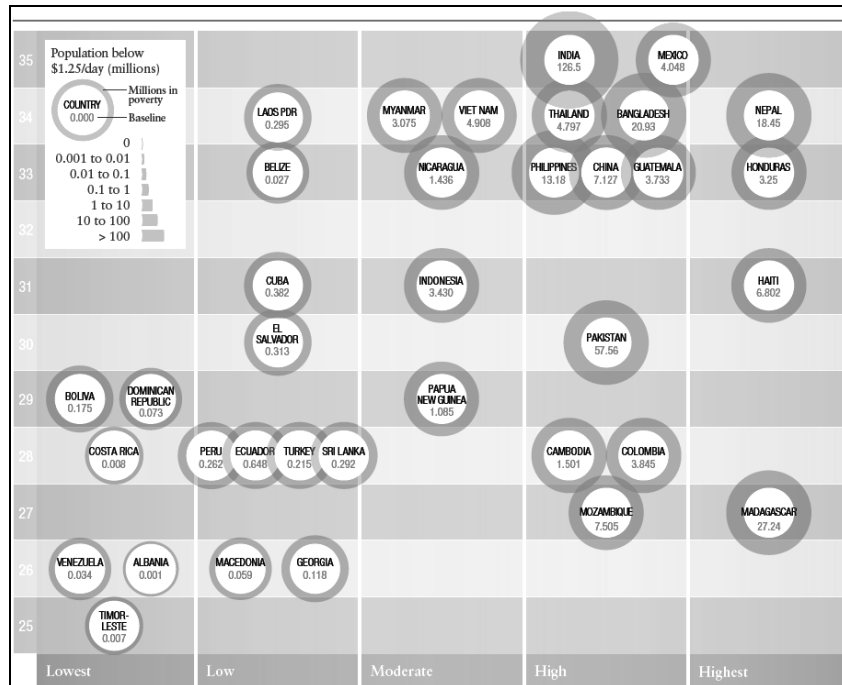 35
Population below
$1.25/day (millions)
COUNTRY
0.000
Millions in
poverty
Baseline
0
0.001 to 0.01
0.01 to 0.1
0.1 to 1
1 to 10
10 to 100
> 100
INDIA
126.5
MEXICO
4.048
34
LAOS PDR
0.295
MYANMAR
3.075
VIET NAM
4.908
THAILAND
4.797
BANGLADESH
20.93
NEPAL
18.45
33
BELIZE
0.027
NICARAGUA
1.436
PHILIPPINES
13.18
CHINA
7.127
GUATEMALA
3.733
HONDURAS
3.25
32
31
CUBA
0.382
INDONESIA
3.430
HAITI
6.802
30
EL
SALVADOR
0.313
PAKISTAN
57.56
29
BOLIVA
0.175
DOMINICAN
REPUBLIC
0.073
PAPUA
NEW GUINEA
1.085
28
COSTA RICA
0.008
PERU
0.262
ECUADOR
0.648
TURKEY
0.215
SRI LANKA
0.292
CAMBODIA
1.501
COLOMBIA
3.845
27
MOZAMBIQUE
7.505
MADAGASCAR
27.24
26
VENEZUELA
0.034
ALBANIA
0.001
MACEDONIA
0.059
GEORGIA
0.118
25
TIMOR-
LESTE
0.007
Lowest
Low
Moderate
High
Highest